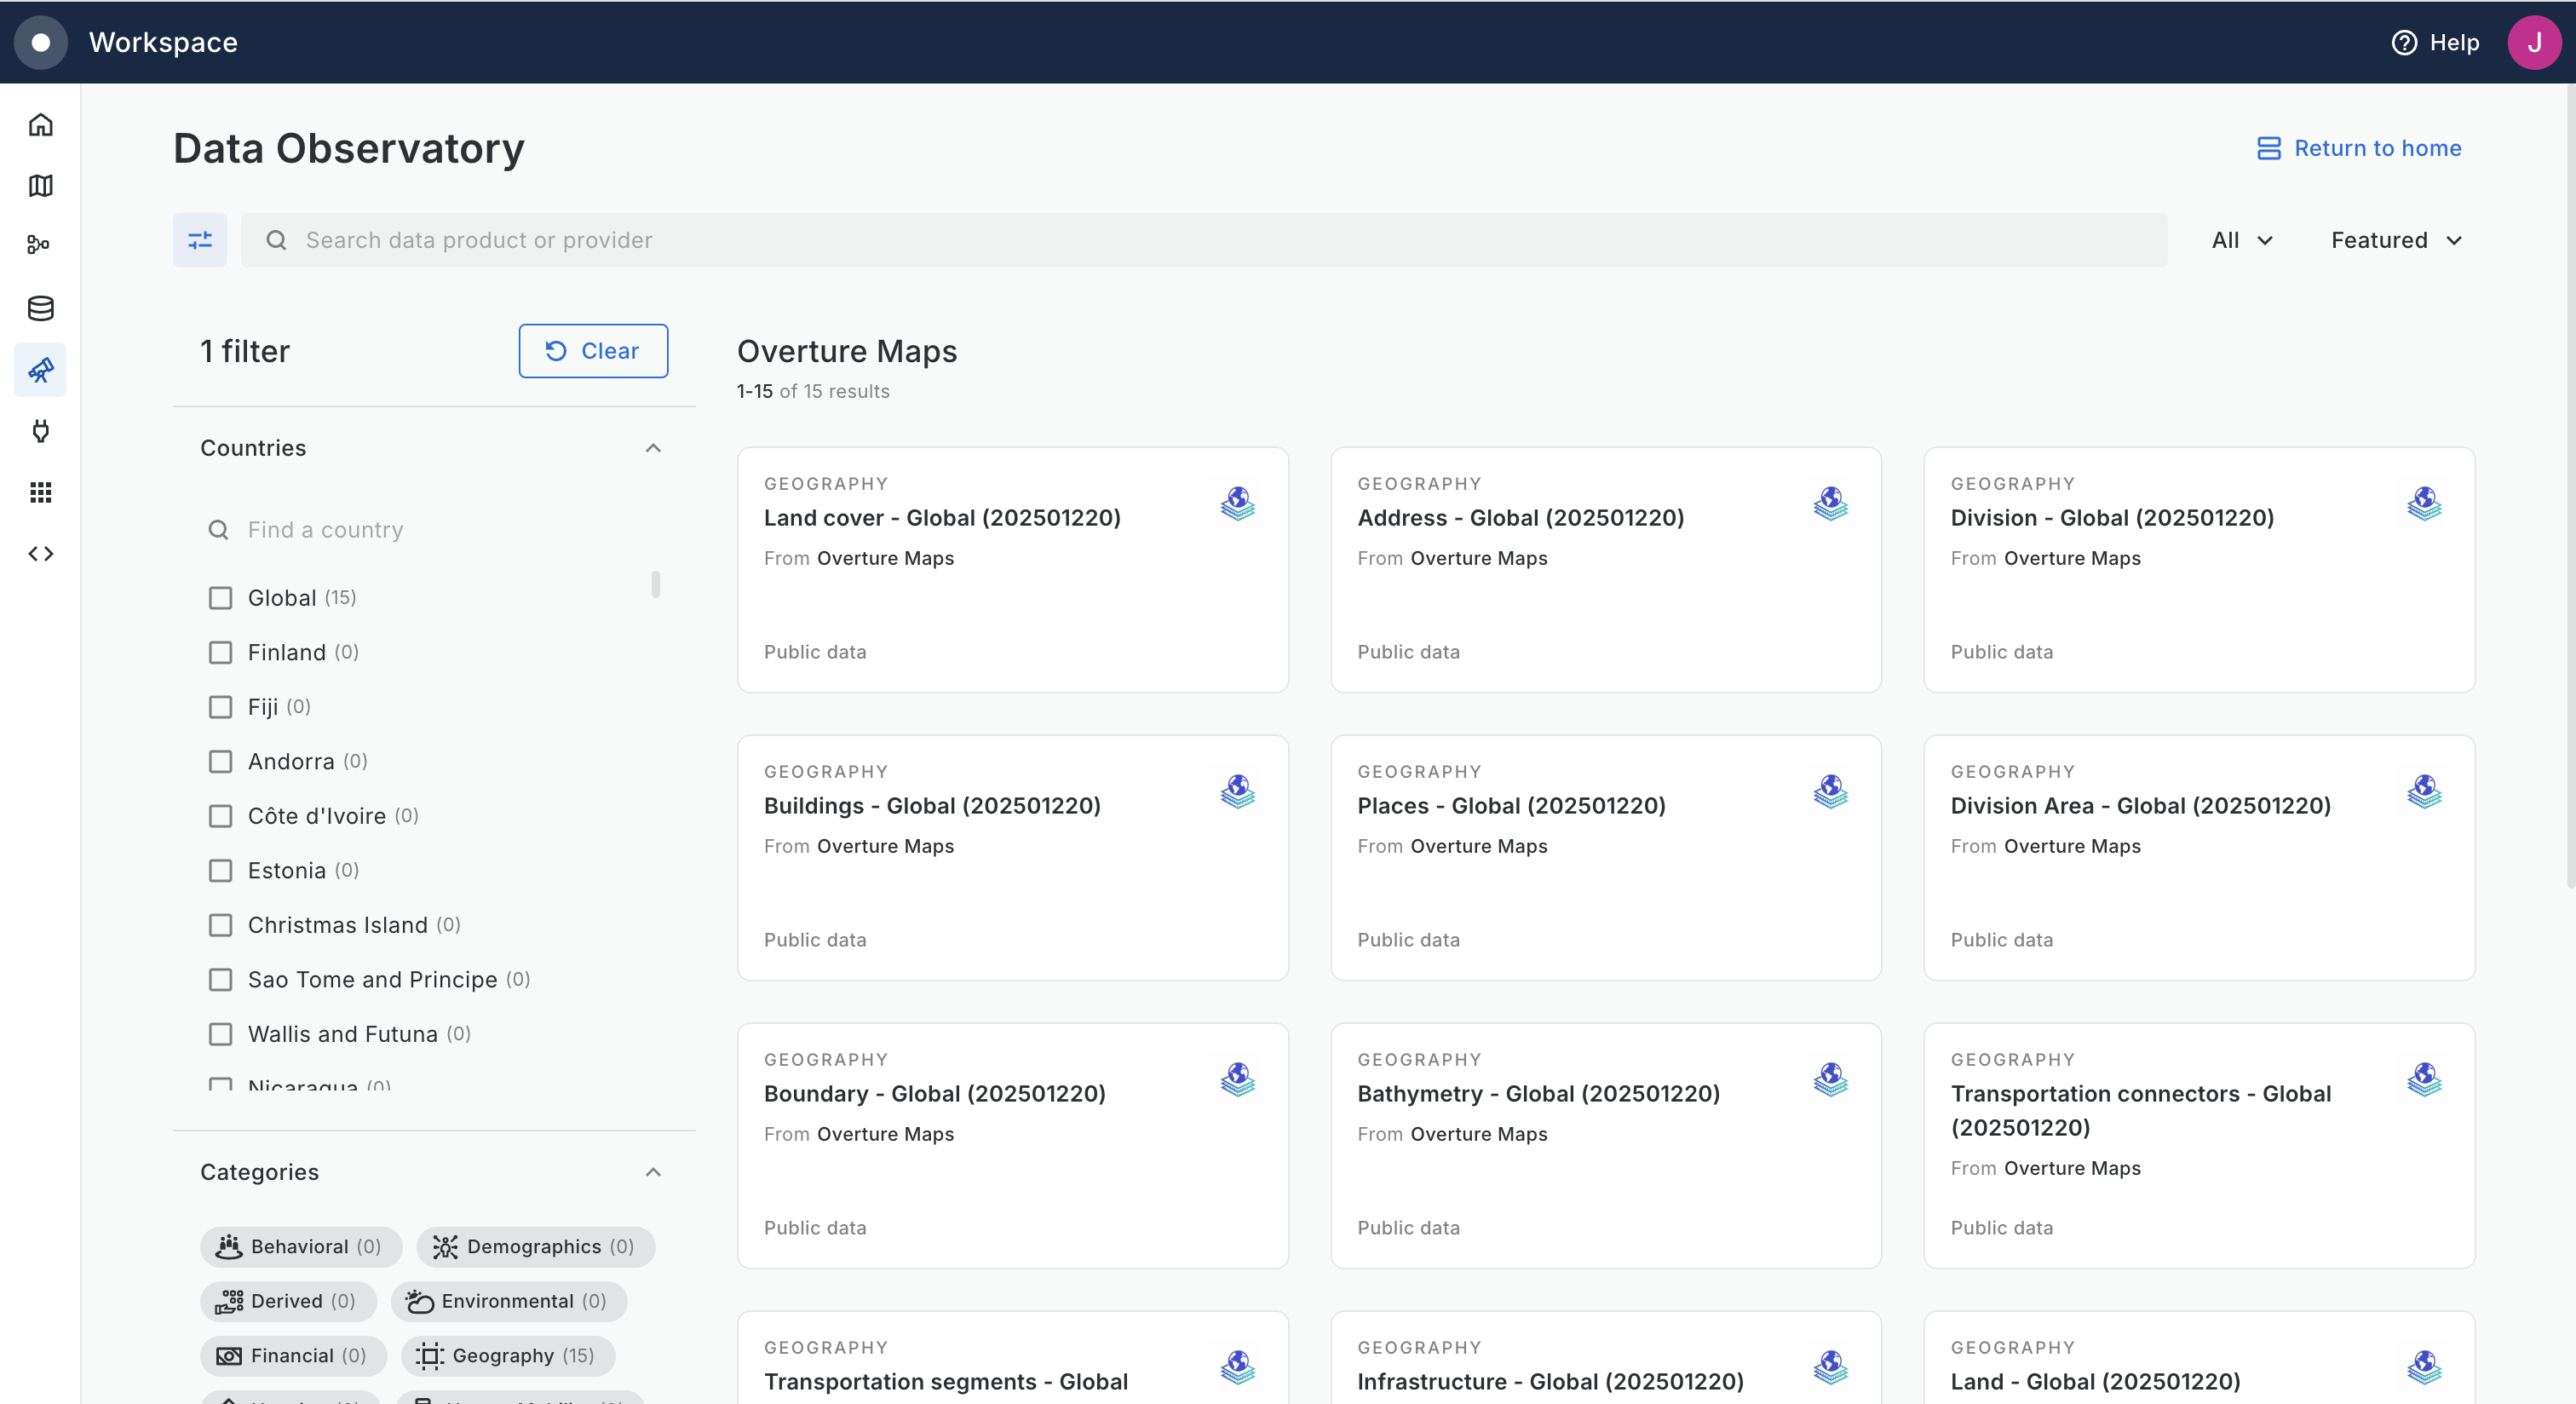 Workspace
Help
J
Data Observatory
Return to home
Search data product or provider
All
Featured
1 filter
Clear
Countries
Find a country
Global (15)
Finland (0)
Fiji (0)
Andorra (0)
Côte d'Ivoire (0)
Estonia (0)
Christmas Island (0)
Sao Tome and Principe (0)
Wallis and Futuna (0)
Nicaragua (0)
Categories
Behavioral (0)
Demographics (0)
Derived (0)
Environmental (0)
Financial (0)
Geography (15)
Overture Maps
1-15 of 15 results
GEOGRAPHY
Land cover - Global (202501220)
From Overture Maps
Public data
GEOGRAPHY
Address - Global (202501220)
From Overture Maps
Public data
GEOGRAPHY
Division - Global (202501220)
From Overture Maps
Public data
GEOGRAPHY
Buildings - Global (202501220)
From Overture Maps
Public data
GEOGRAPHY
Places - Global (202501220)
From Overture Maps
Public data
GEOGRAPHY
Division Area - Global (202501220)
From Overture Maps
Public data
GEOGRAPHY
Boundary - Global (202501220)
From Overture Maps
Public data
GEOGRAPHY
Bathymetry - Global (202501220)
From Overture Maps
Public data
GEOGRAPHY
Transportation connectors - Global
(202501220)
From Overture Maps
Public data
GEOGRAPHY
Transportation segments - Global
GEOGRAPHY
Infrastructure - Global (202501220)
GEOGRAPHY
Land - Global (202501220)